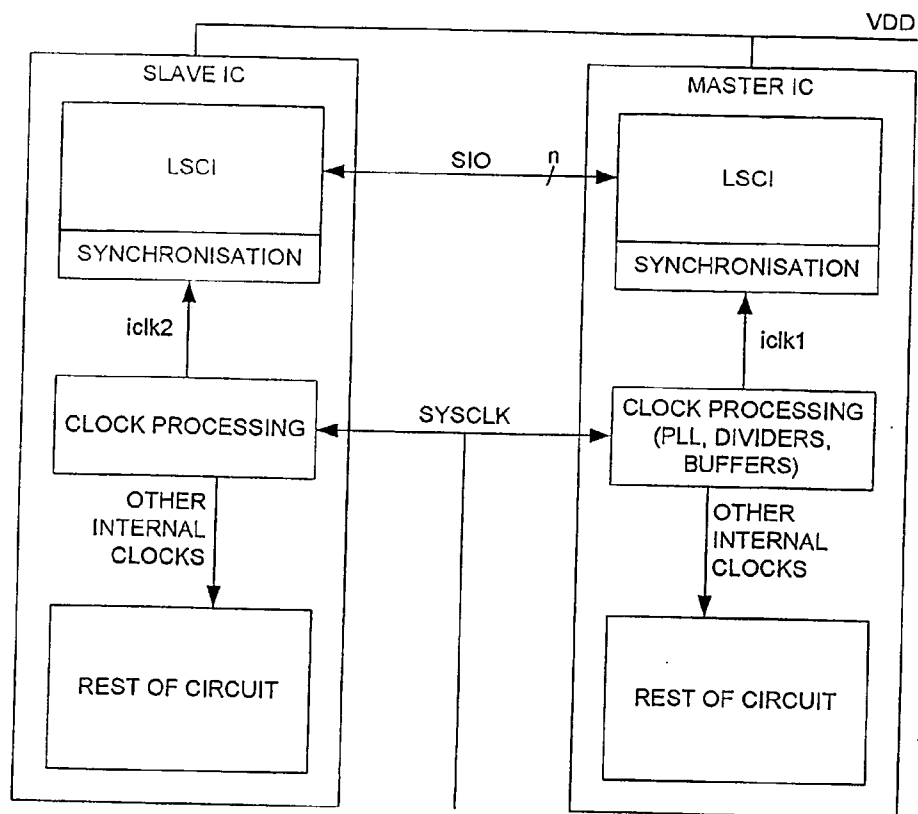 VDD
SLAVE IC
MASTER IC
LSCI
SIO
n
LSCI
SYNCHRONISATION
SYNCHRONISATION
iclk2
iclk1
CLOCK PROCESSING
SYSCLK
CLOCK PROCESSING
(PLL, DIVIDERS,
BUFFERS)
OTHER
INTERNAL
CLOCKS
OTHER
INTERNAL
CLOCKS
REST OF CIRCUIT
REST OF CIRCUIT